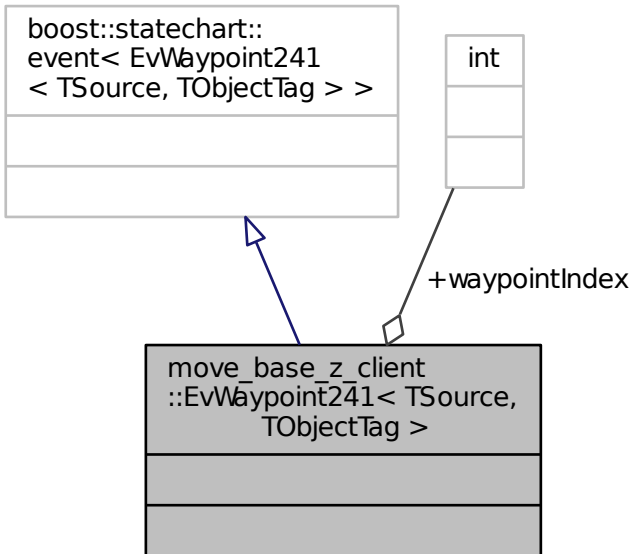 boost::statechart::
event< EvWaypoint241
< TSource, TObjectTag > >
int
+waypointIndex
move_base_z_client
::EvWaypoint241< TSource,
TObjectTag >